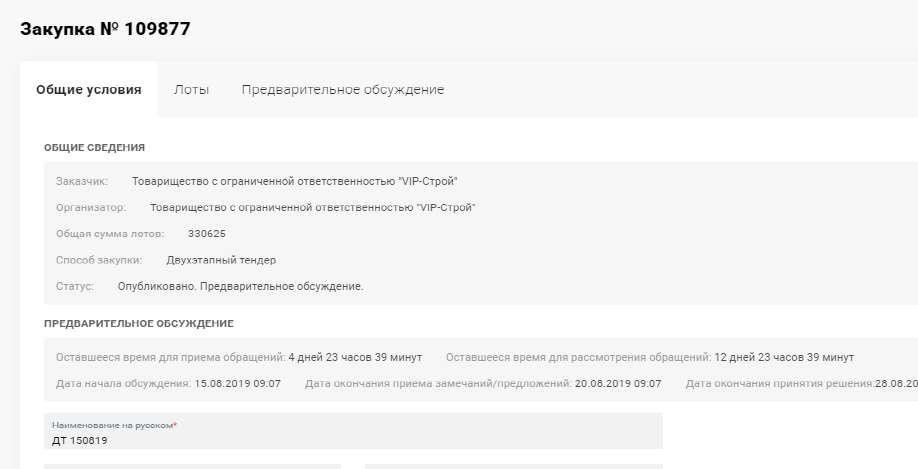 Закупка № 109877
Общие условия Лоты Предварительное обсуждение
ОБЩИЕ СВЕДЕНИЯ
Заказчик: Товарищество с ограниченной ответственностью "VIP-Строй"
Организатор: Товарищество с ограниченной ответственностью "VIP-Строй"
Общая сумма лотов: 330625
Способ закупки: Двухэтапный тендер
Статус: Опубликовано. Предварительное обсуждение.
ПРЕДВАРИТЕЛЬНОЕ ОБСУЖДЕНИЕ
Оставшееся время для приема обращений: 4 дней 23 часов 39 минут Оставшееся время для рассмотрения обращений: 12 дней 23 часов 39 минут
Дата начала обсуждения: 15.08.2019 09:07 Дата окончания приема замечаний/предложений: 20.08.2019 09:07 Дата окончания принятия решения:28.08.20
Наименование на русском*
ДТ 150819